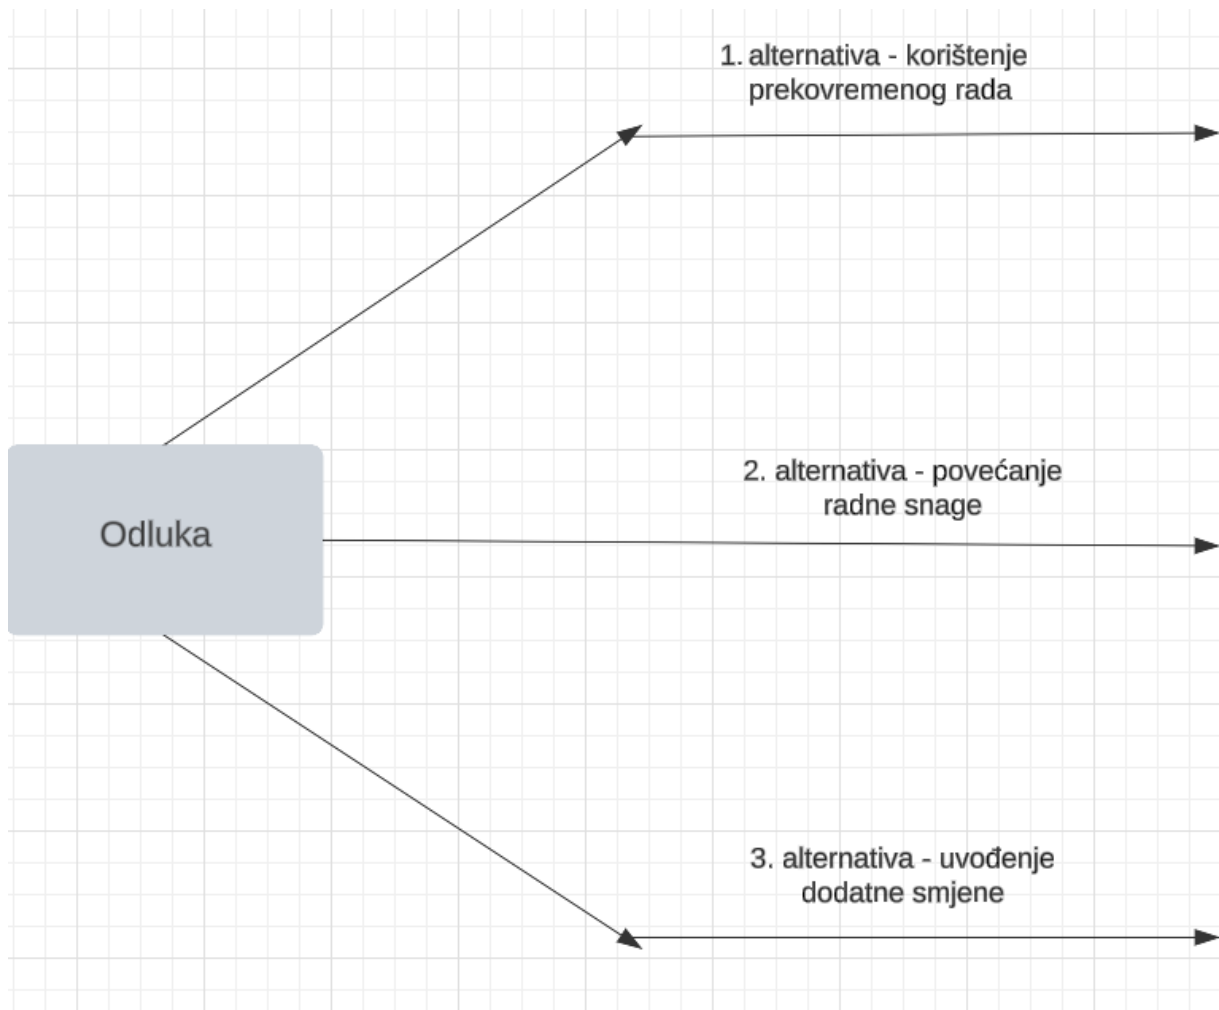 1. alternativa - korištenje
prekovremenog rada
Odluka
2. alternativa - povećanje
radne snage
3. alternativa - uvođenje
dodatne smjene